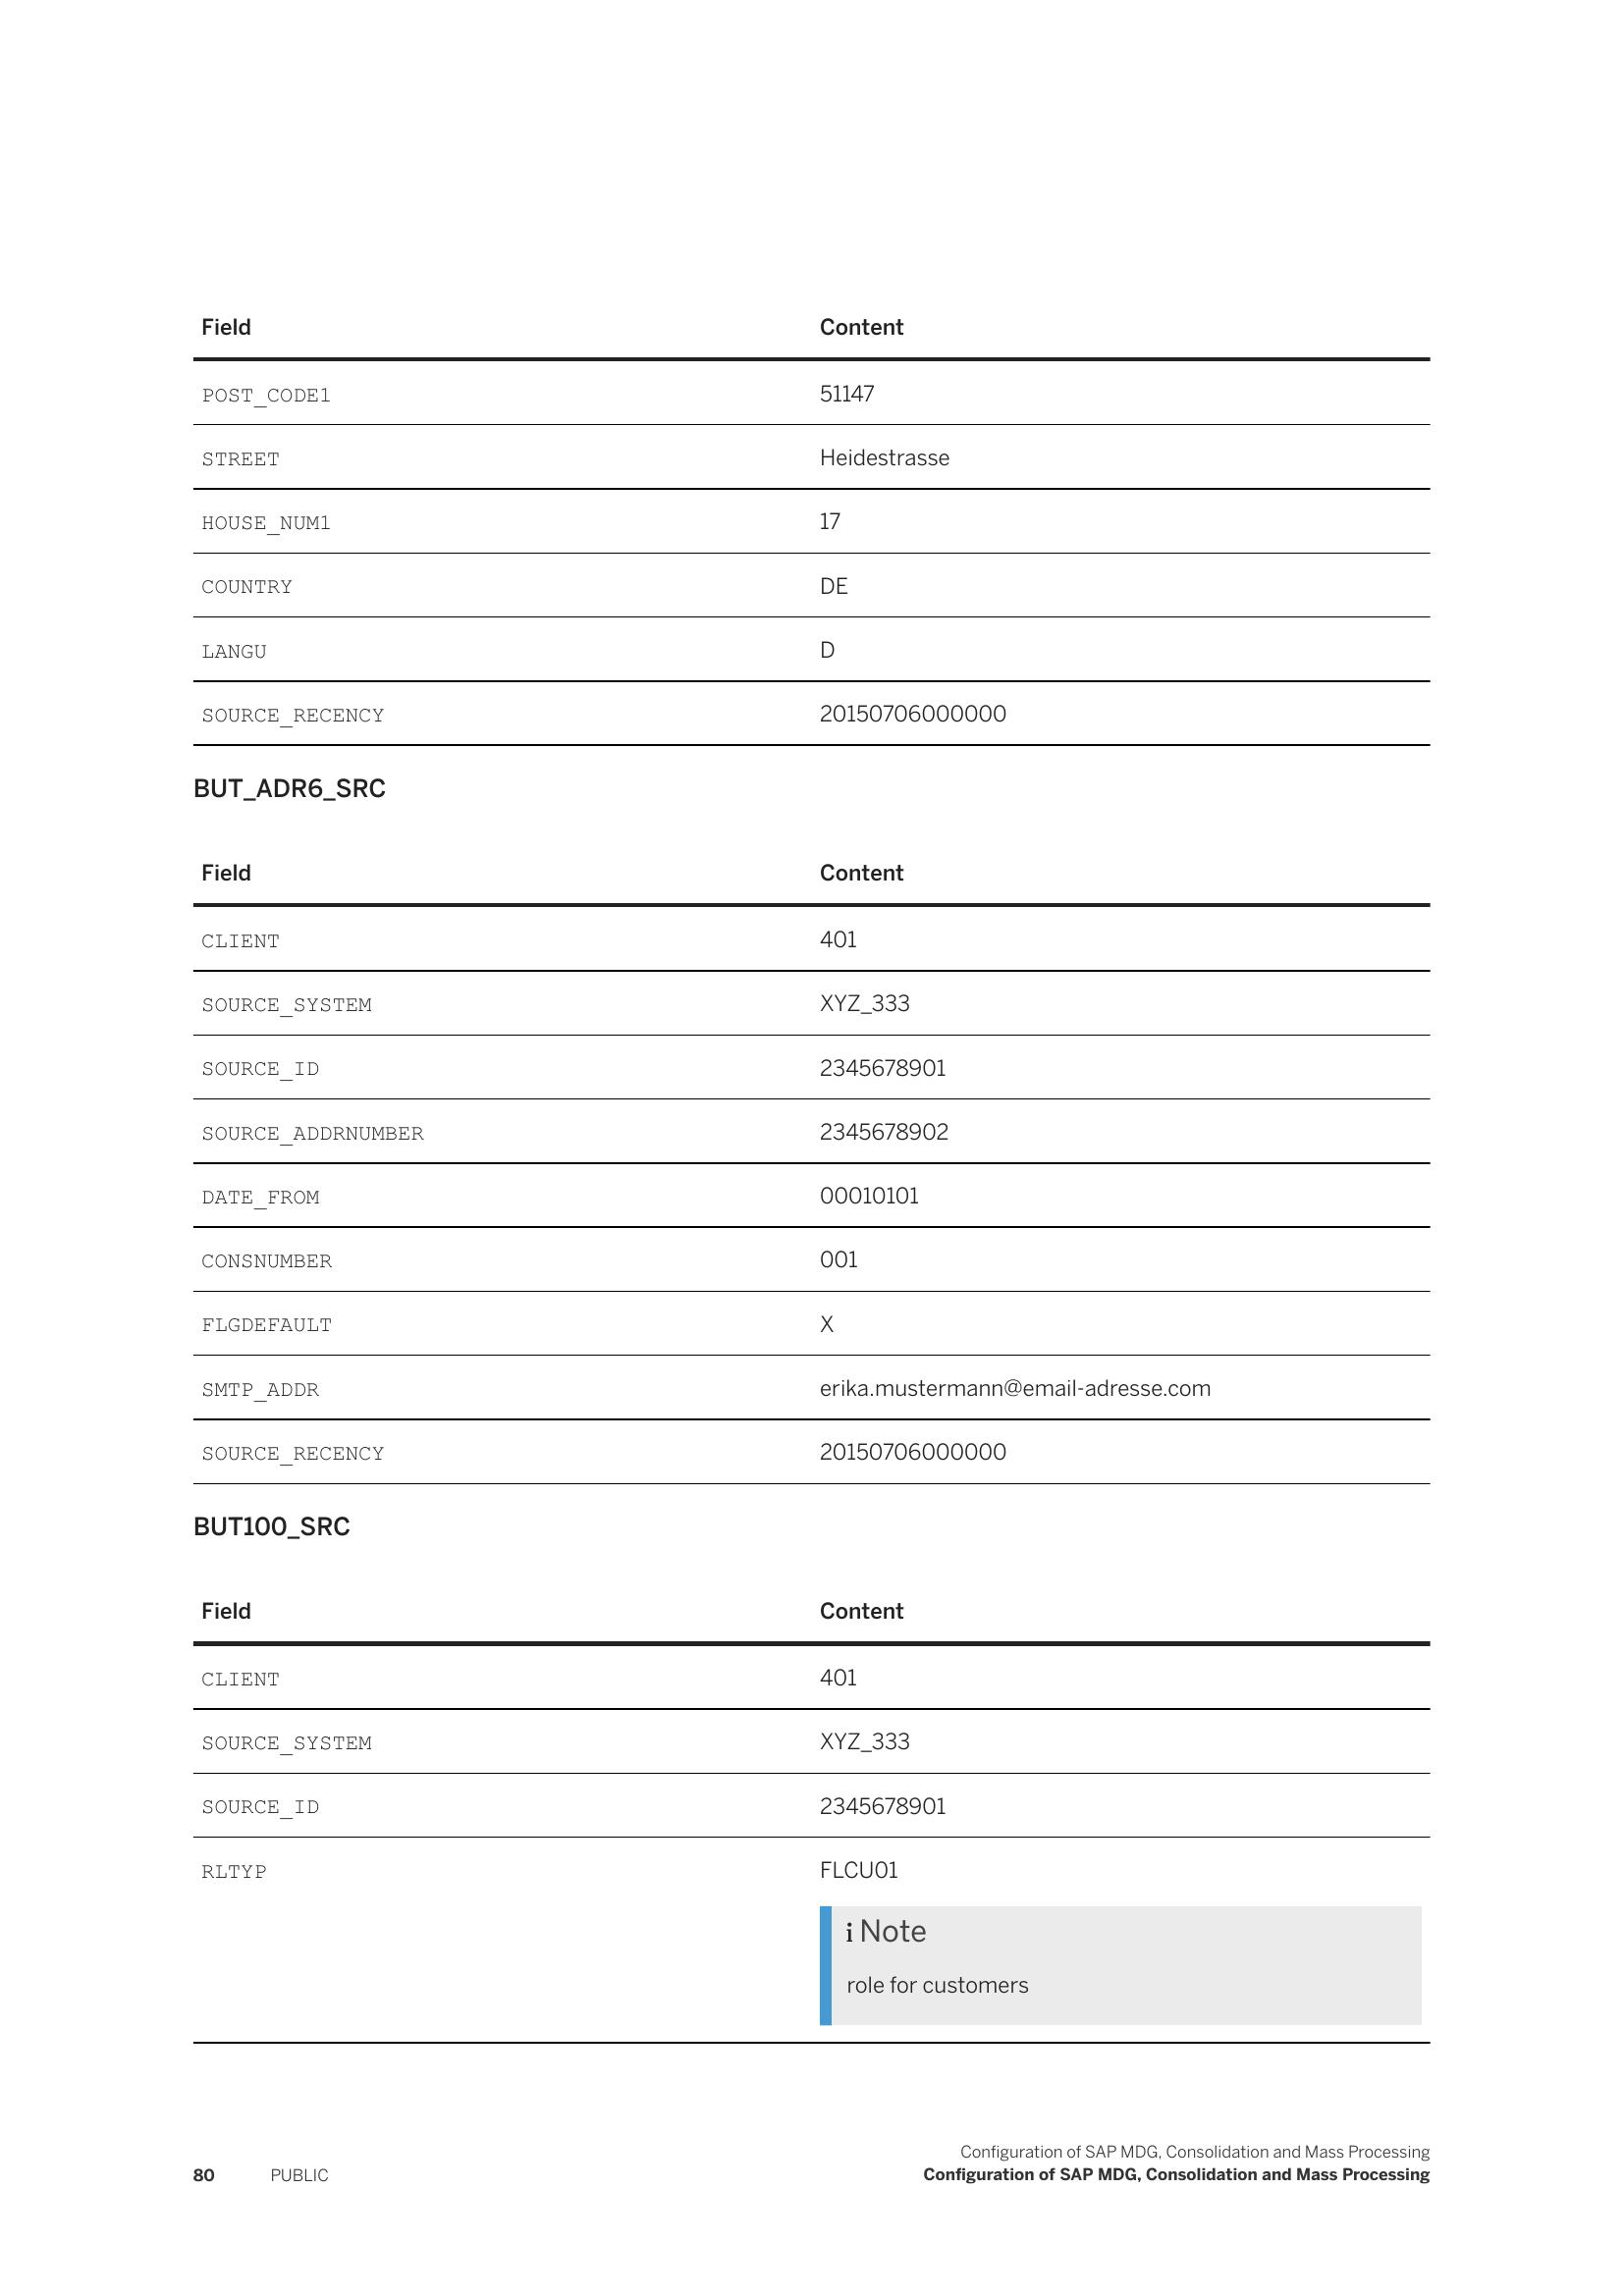 Field Content
POST_CODE1 51147
STREET Heidestrasse
HOUSE_NUM1 17
COUNTRY DE
LANGU D
SOURCE_RECENCY 20150706000000
BUT_ADR6_SRC
Field Content
CLIENT 401
SOURCE_SYSTEM XYZ_333
SOURCE_ID 2345678901
SOURCE_ADDRNUMBER 2345678902
DATE_FROM 00010101
CONSNUMBER 001
FLGDEFAULT X
SMTP_ADDR erika.mustermann@email-adresse.com
SOURCE_RECENCY 20150706000000
BUT100_SRC
Field Content
CLIENT 401
SOURCE_SYSTEM XYZ_333
SOURCE_ID 2345678901
RLTYP FLCU01
i Note
role for customers
Configuration of SAP MDG, Consolidation and Mass Processing
80 PUBLIC Configuration of SAP MDG, Consolidation and Mass Processing